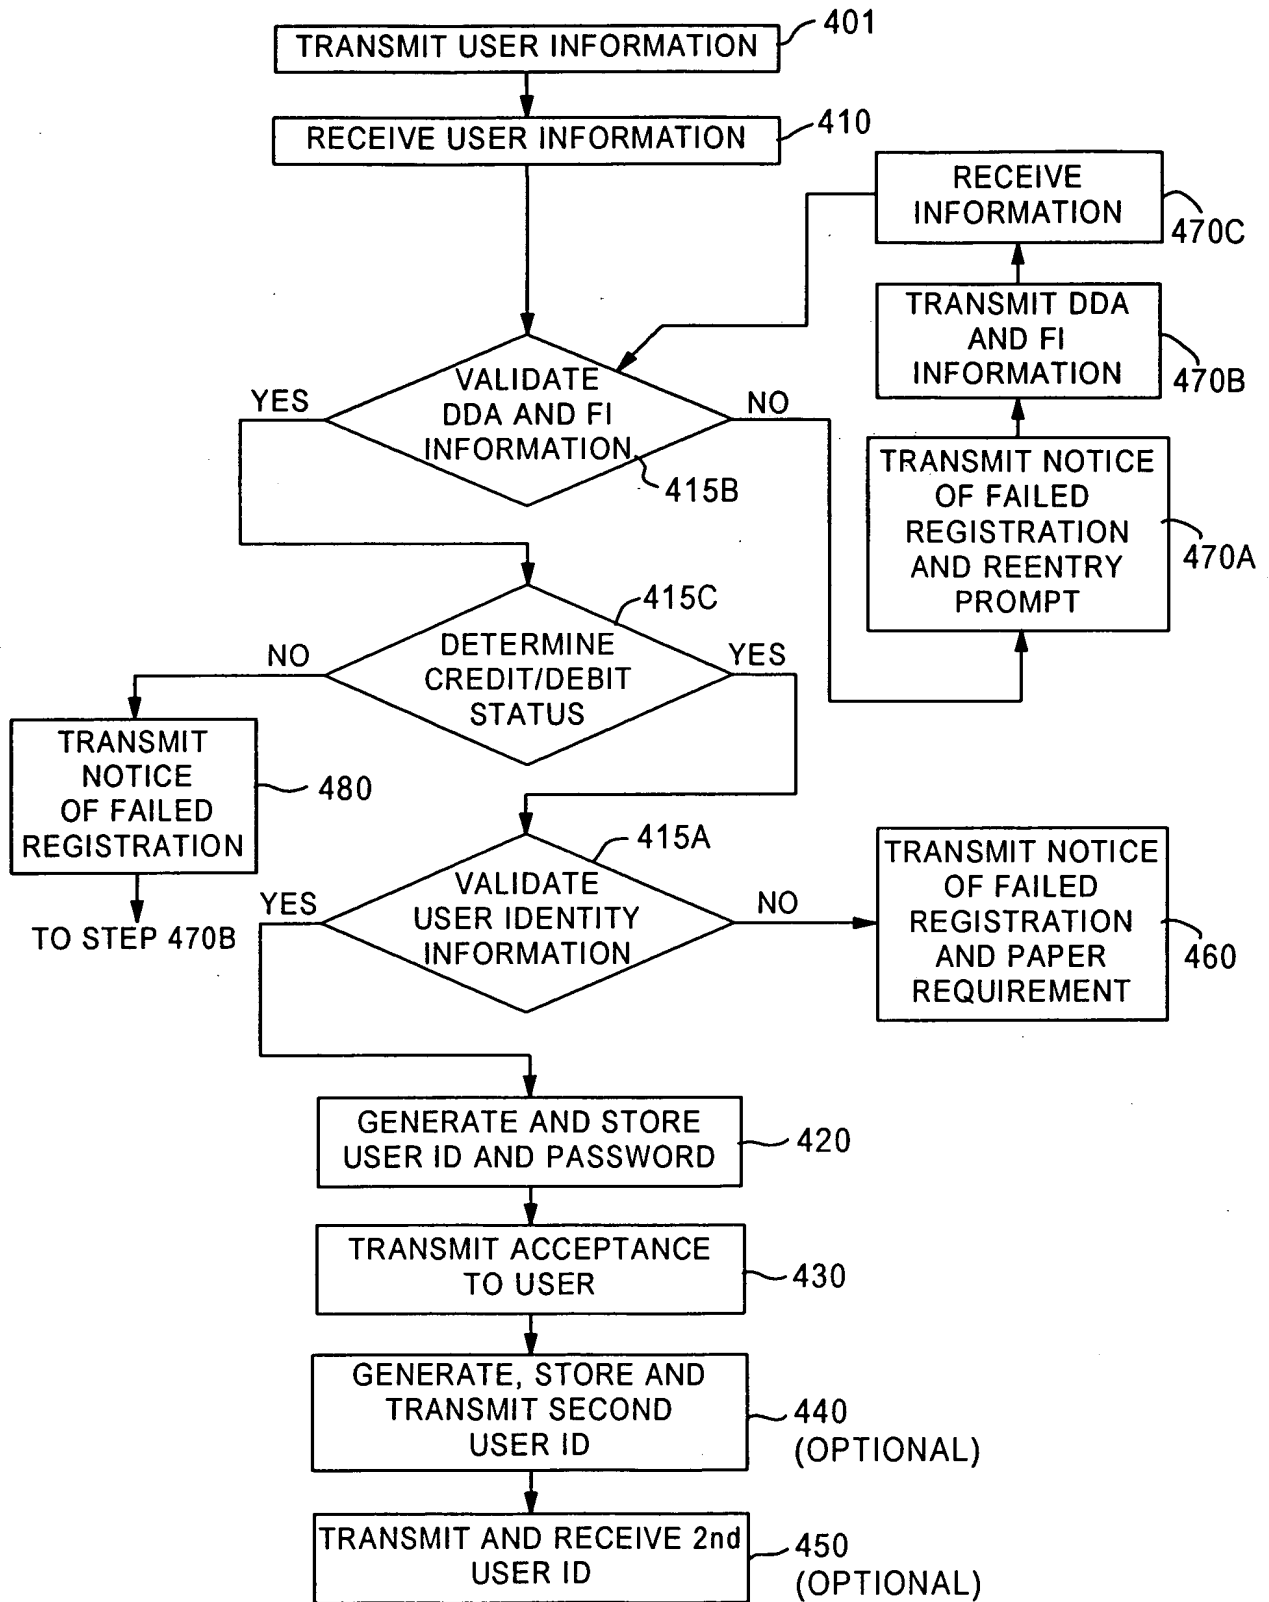 TRANSMIT USER INFORMATION
401
RECEIVE USER INFORMATION
410
RECEIVE
INFORMATION
470C
TRANSMIT DDA
AND FI
INFORMATION
470B
TRANSMIT NOTICE
OF FAILED
REGISTRATION
AND REENTRY
PROMPT
470A
YES
VALIDATE
DDA AND FI
INFORMATION
NO
415B
415C
NO
DETERMINE
CREDIT/DEBIT
STATUS
YES
TRANSMIT
NOTICE
OF FAILED
REGISTRATION
480
TO STEP 470B
415A
YES
VALIDATE
USER IDENTITY
INFORMATION
NO
TRANSMIT NOTICE
OF FAILED
REGISTRATION
AND PAPER
REQUIREMENT
460
GENERATE AND STORE
USER ID AND PASSWORD
420
TRANSMIT ACCEPTANCE
TO USER
430
GENERATE, STORE AND
TRANSMIT SECOND
USER ID
440
(OPTIONAL)
TRANSMIT AND RECEIVE 2nd
USER ID
450
(OPTIONAL)